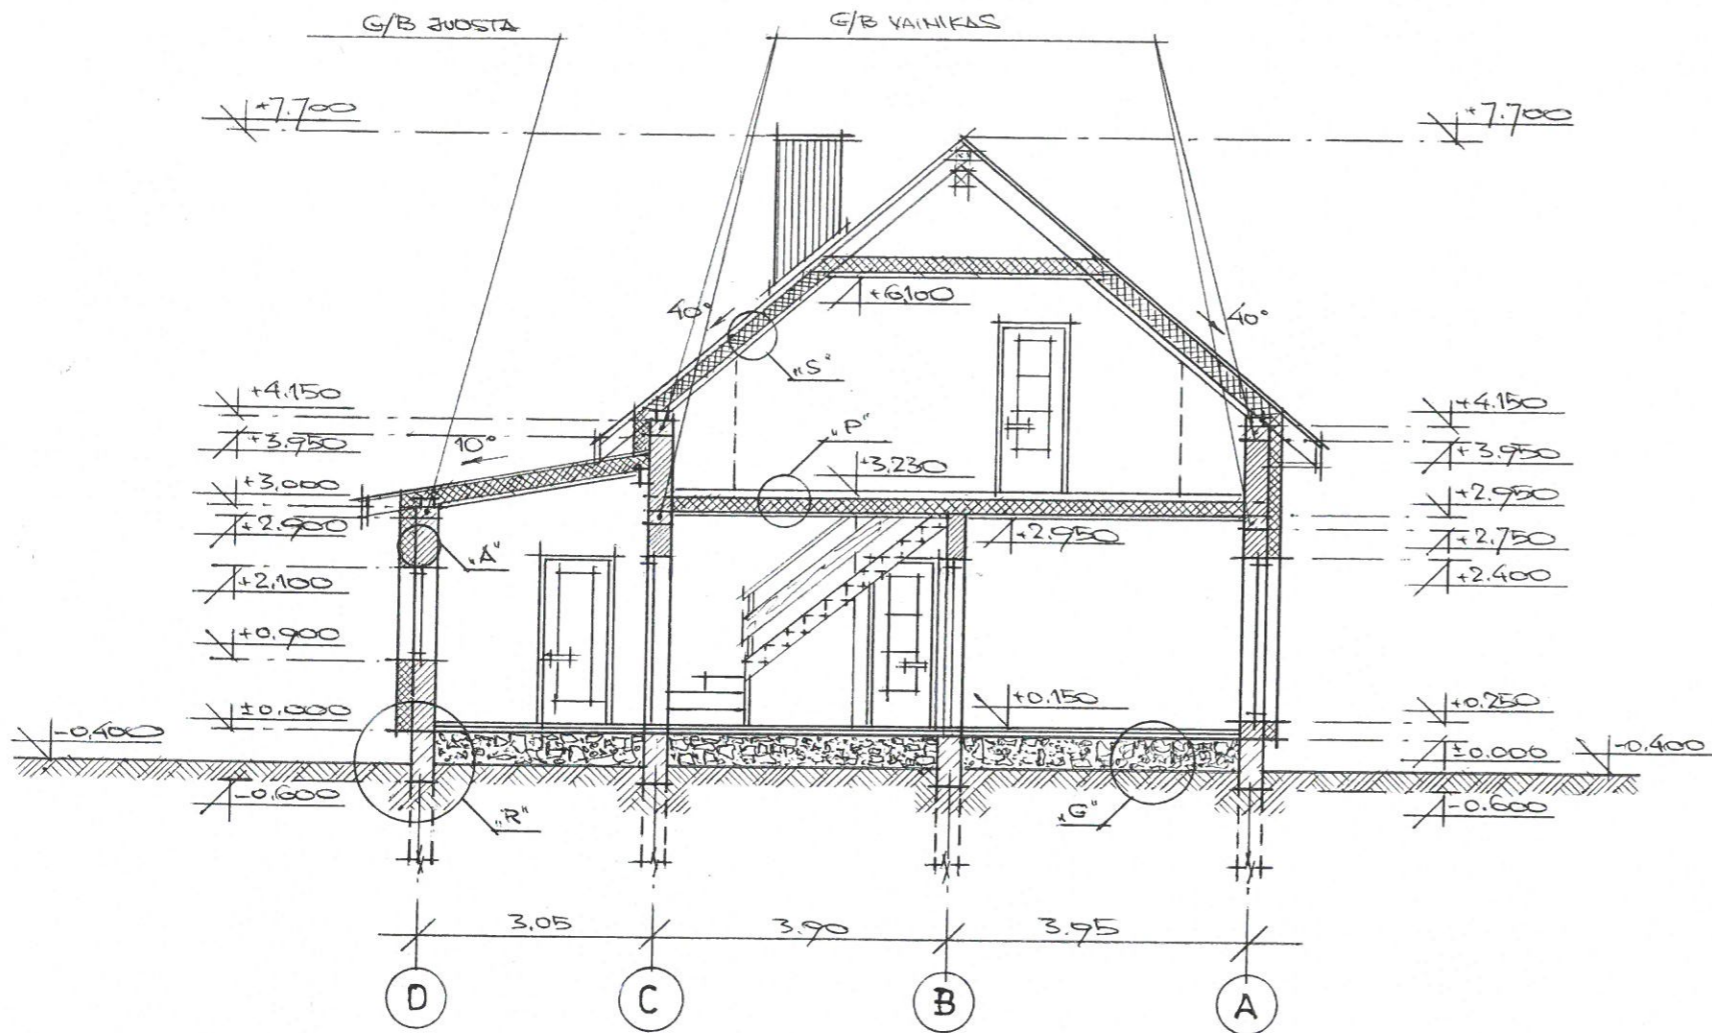 G/B JUOSTA
G/B VAINIKAS
+7.700
+7.700
+6,100
40°
40°
„S“
+4.150
+4.150
+3.950
10°
„P“
+3.950
+3,000
+3,230
+2.950
+2.900
„A“
+2.950
+2.750
+2,100
+2.400
+0.900
+0.150
+0.250
±0.000
-0.400
±0.000
-0.400
-0.600
„R“
„G“
-0.600
3.05
3.90
3.95
D
C
B
A